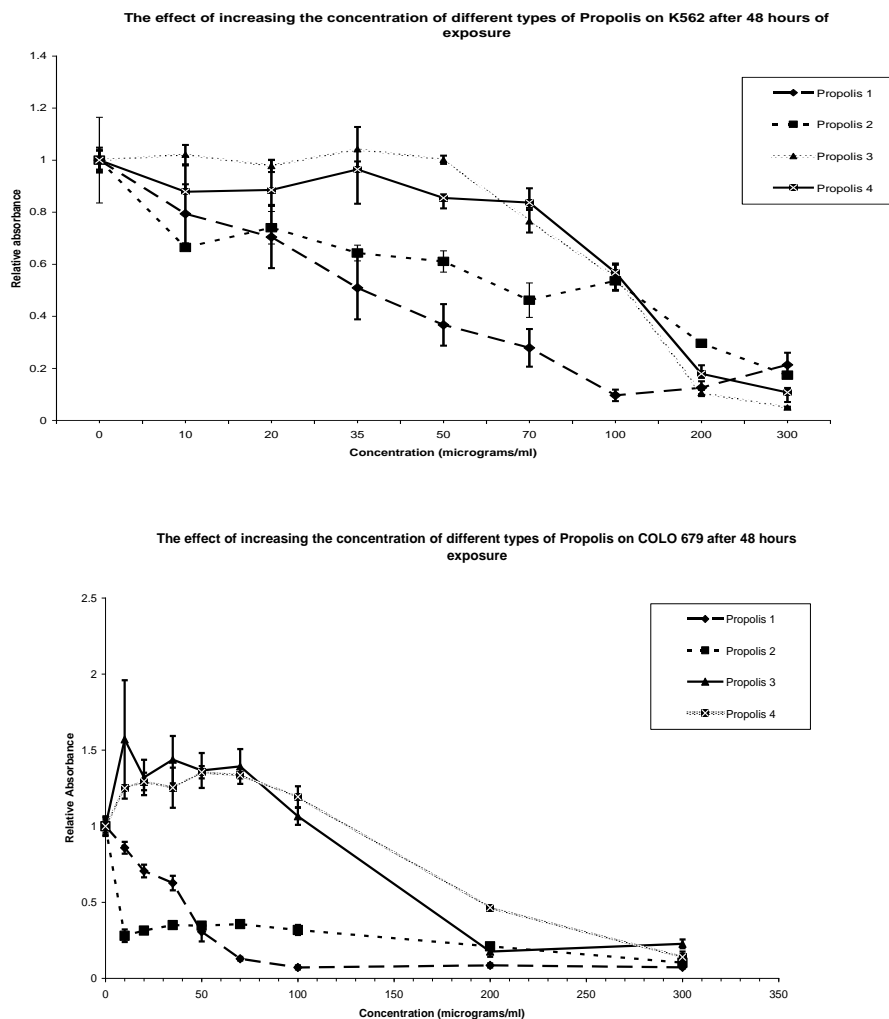 The effect of increasing the concentration of different types of Propolis on K562 after 48 hours of
exposure
1.4
1.2
1
0.8
0.6
0.4
0.2
0
Relative absorbance
0 10 20 35 50 70 100 200 300
Concentration (micrograms/ml)
Propolis 1
Propolis 2
Propolis 3
Propolis 4
The effect of increasing the concentration of different types of Propolis on COLO 679 after 48 hours
exposure
2.5
2
1.5
1
0.5
0
Relative Absorbance
0 50 100 150 200 250 300 350
Concentration (micrograms/ml)
Propolis 1
Propolis 2
Propolis 3
Propolis 4